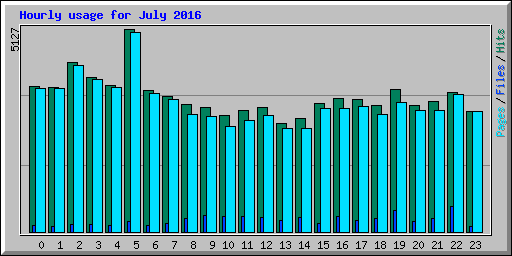 Hourly usage for July 2016
5127
Pages/Files/Hits
0 1 2 3 4 5 6 7 8 9 10 11 12 13 14 15 16 17 18 19 20 21 22 23